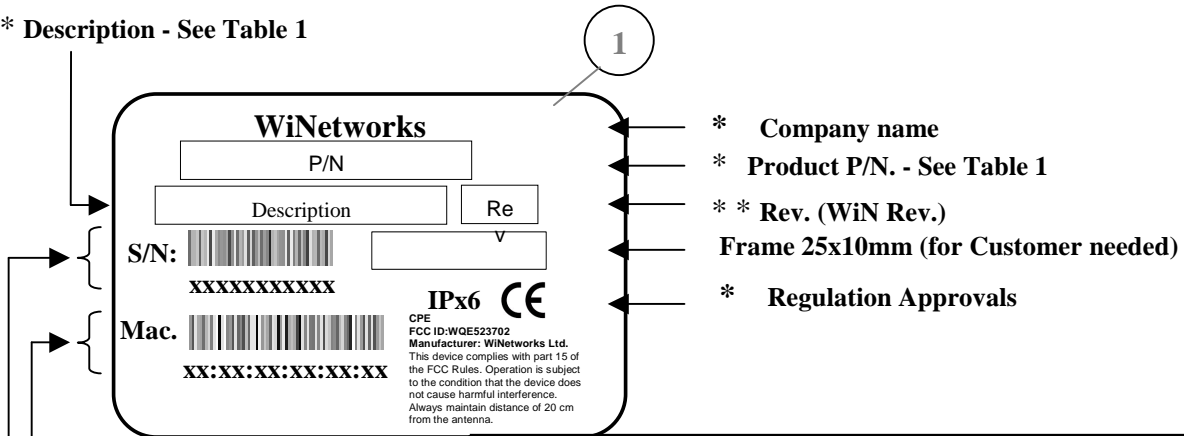 * Description - See Table 1
1
WiNetworks
* Company name
P/N
* Product P/N. - See Table 1
Description
Re
v
* * Rev. (WiN Rev.)
S/N:
Frame 25x10mm (for Customer needed)
xxxxxxxxxxx
IPx6 CE
* Regulation Approvals
Mac.
xx:xx:xx:xx:xx:xx
CPE
FCC ID:WQE523702
Manufacturer: WiNetworks Ltd.
This device complies with part 15 of
the FCC Rules. Operation is subject
to the condition that the device does
not cause harmful interference.
Always maintain distance of 20 cm
from the antenna.